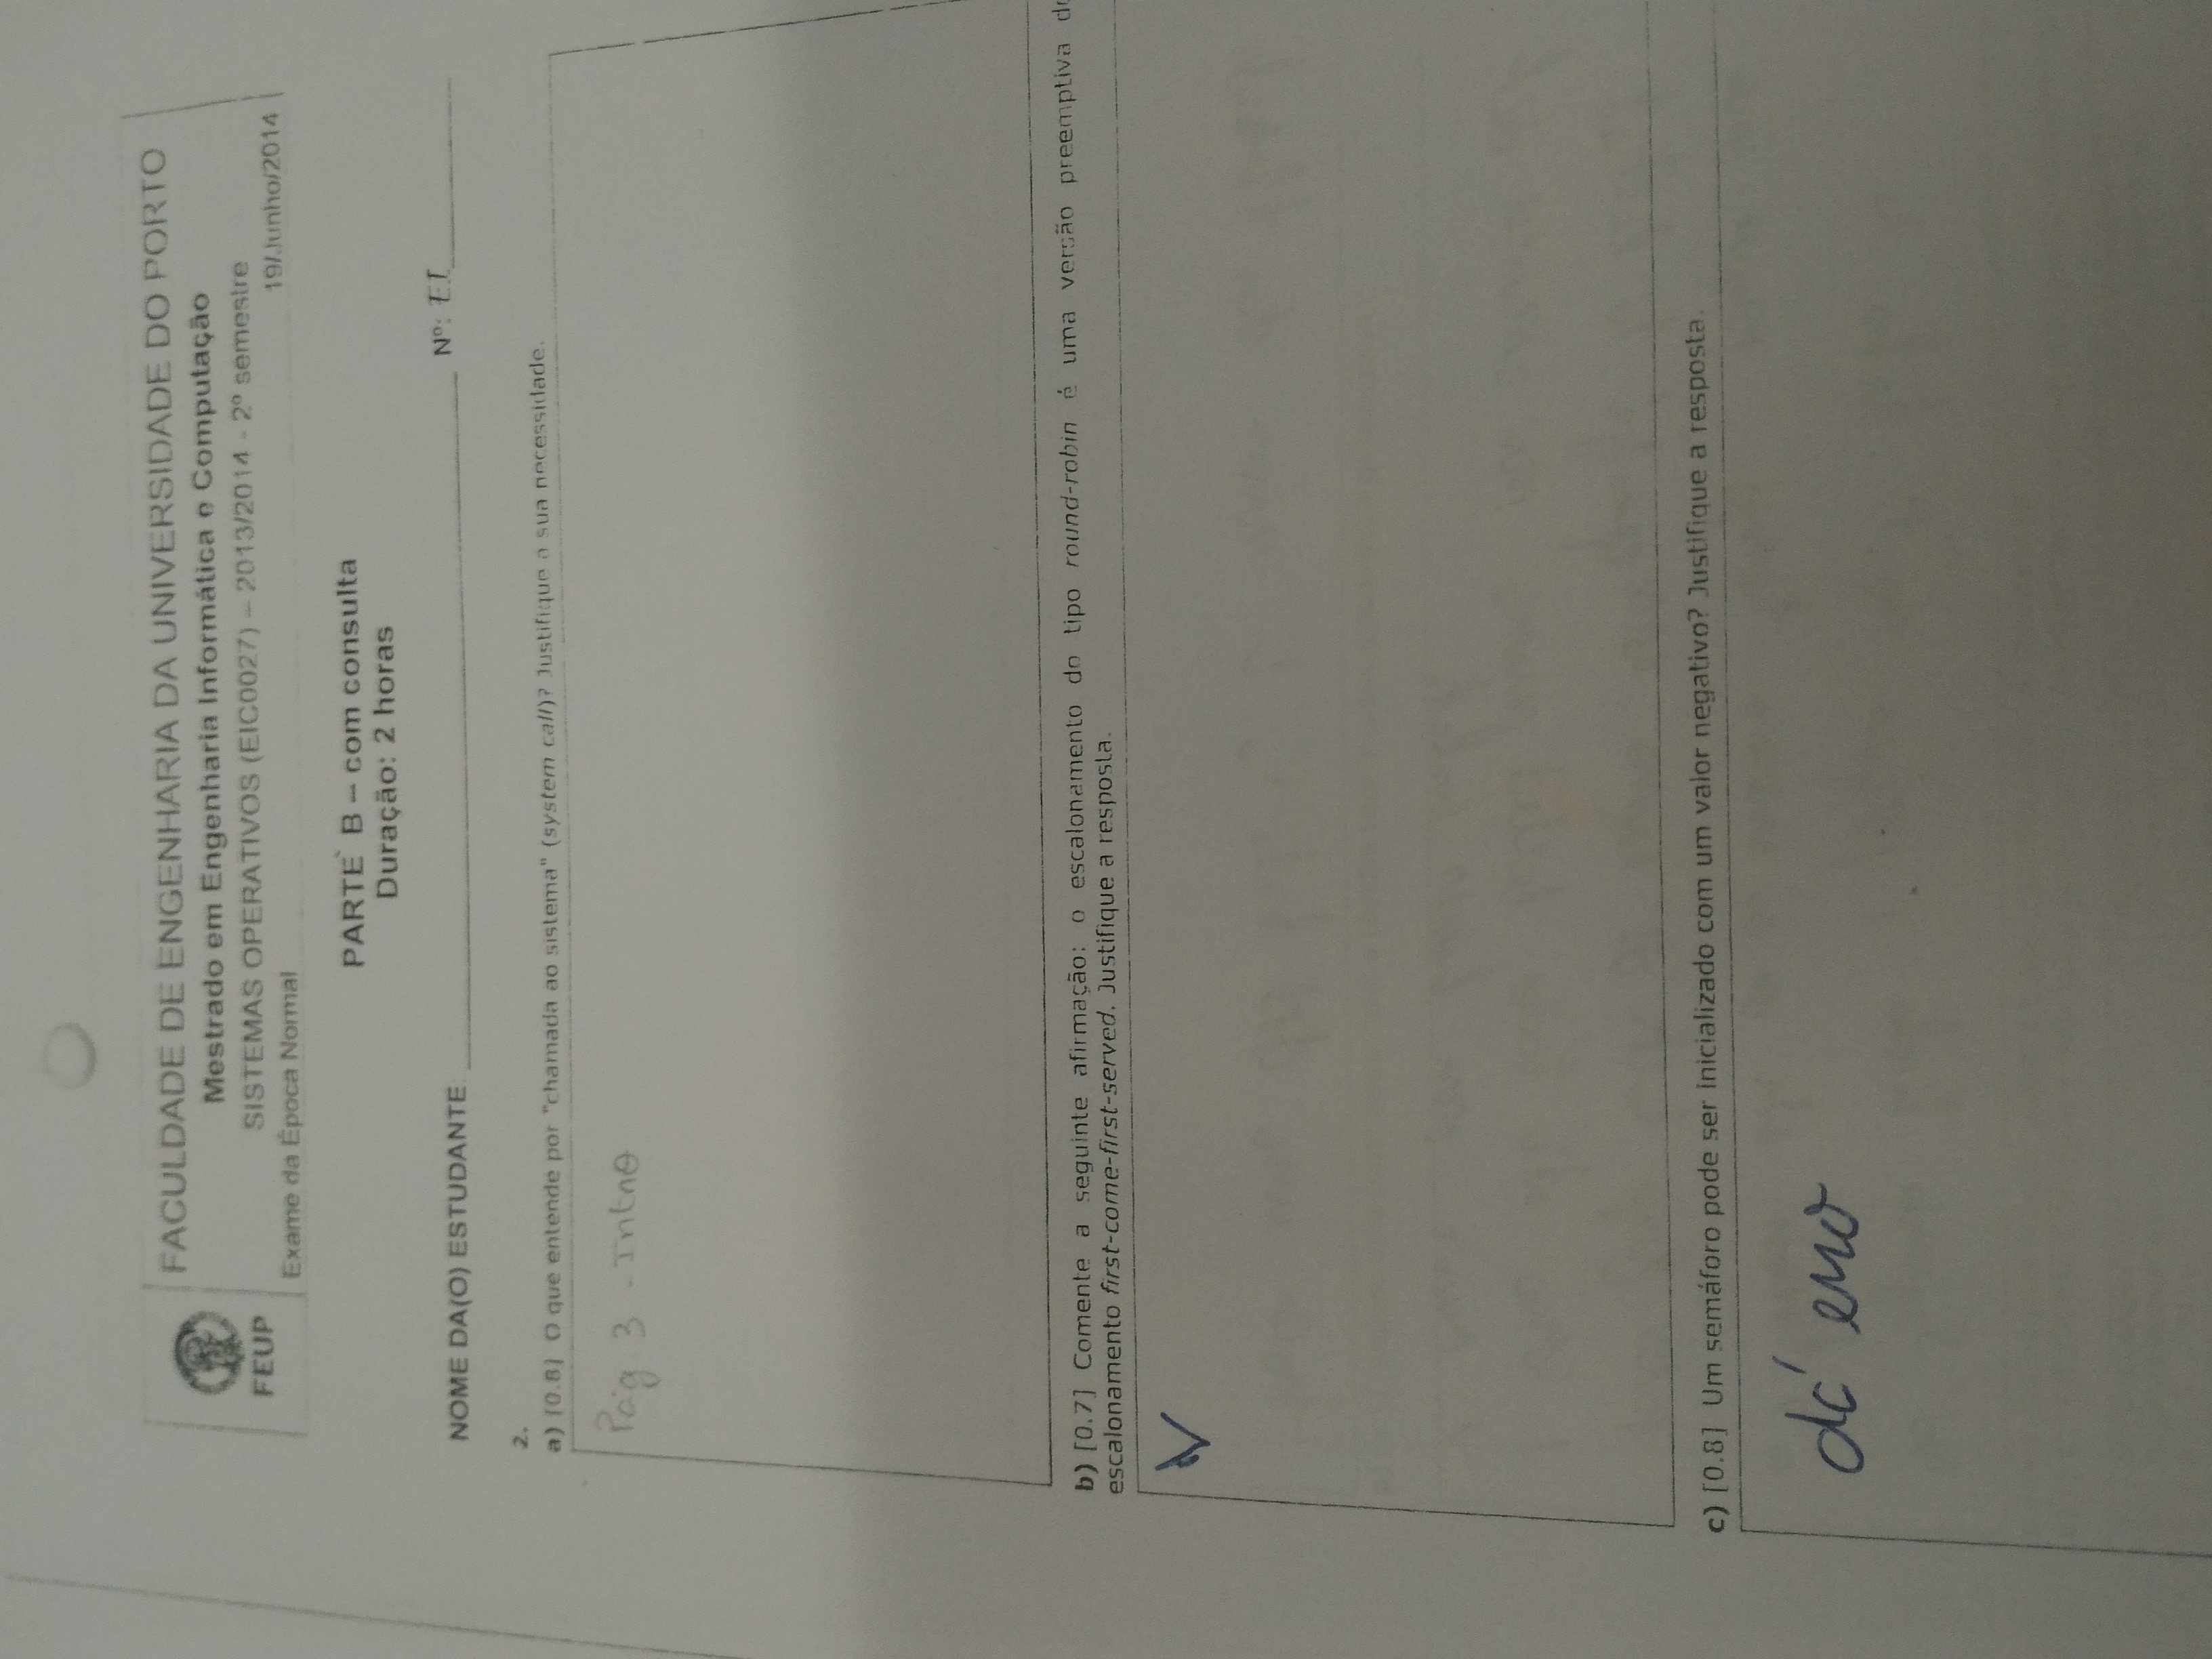 FACULDADE DE ENGENHARIA DA UNIVERSIDADE DO PORTO
Mestrado em Engenharia Informática e Computação
SISTEMAS OPERATIVOS (EIC0027) – 2013/2014 - 2º semestre
FEUP
19/Junho/2014
Exame da Época Normal
PARTE B – com consulta
Duração: 2 horas
NOME DA(O) ESTUDANTE: Nº: EI
2.
a) [0.8] O que entende por "chamada ao sistema" (system call)? Justifique a sua necessidade.
Pág 3 - Intro
b) [0.7] Comente a seguinte afirmação: o escalonamento do tipo round-robin é uma versão preemptiva do
escalonamento first-come-first-served. Justifique a resposta.
V
c) [0.8] Um semáforo pode ser inicializado com um valor negativo? Justifique a resposta.
dá erro